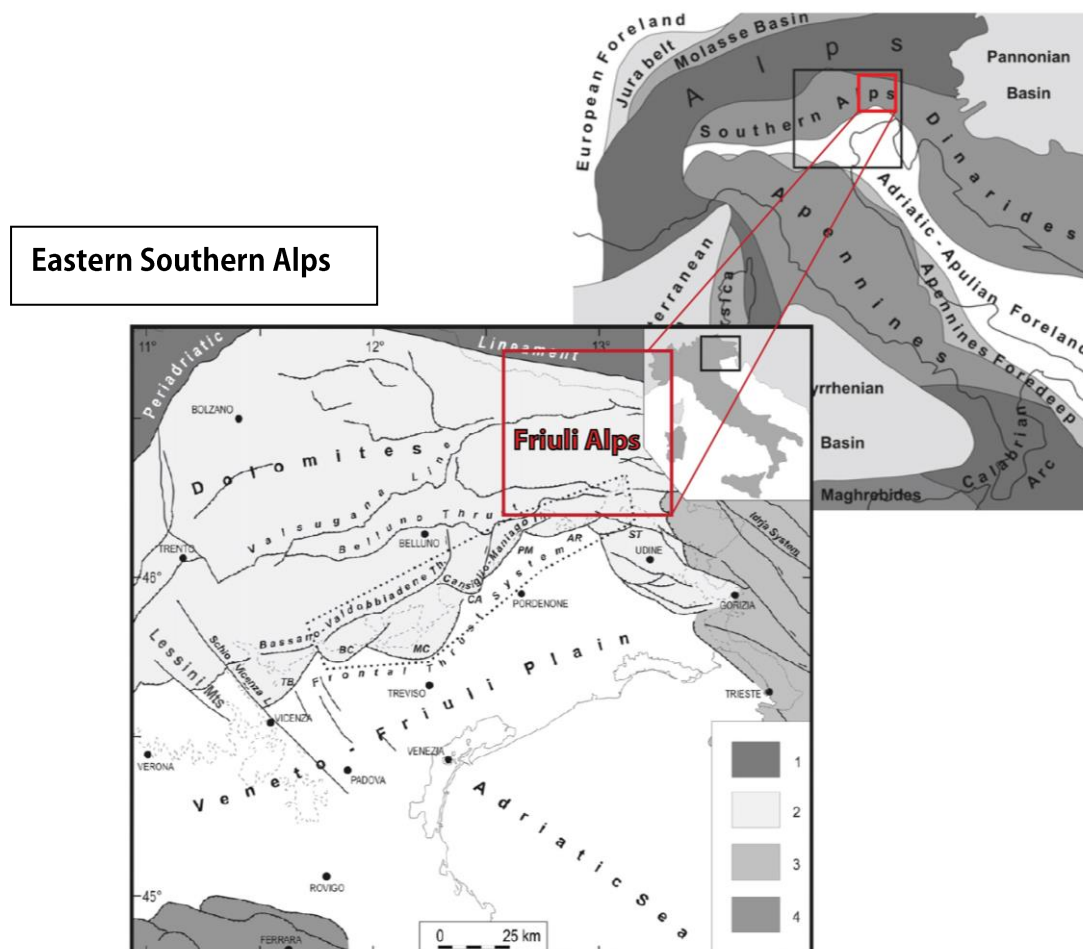 Eastern Southern Alps
European Foreland
Jura belt
Molasse Basin
Alps
Southern Alps
Pannonian
Basin
Dinarides
Adriatic - Apulian Foreland
Apennines
Apennines Foredeep
Calabrian
Arc
Basin
Maghrebides
11°
12°
13°
Periadriatic
Lineament
BOLZANO
Dolomites
Friuli Alps
Valsugana Line
Belluno Thrust
BELLUNO
TRENTO
46°
Bassano Valdobbiadene Th.
Cansiglio-Maniago Th.
PM
AR
ST
UDINE
CA
PORDENONE
GORIZIA
Idrija System
Frontal Thrust System
BC
MC
TB
Lessini Mts
Schio Vicenza L.
VICENZA
TREVISO
TRIESTE
Veneto - Friuli Plain
VERONA
PADOVA
VENEZIA
Adriatic Sea
ROVIGO
45°
FERRARA
0 25 km
1
2
3
4